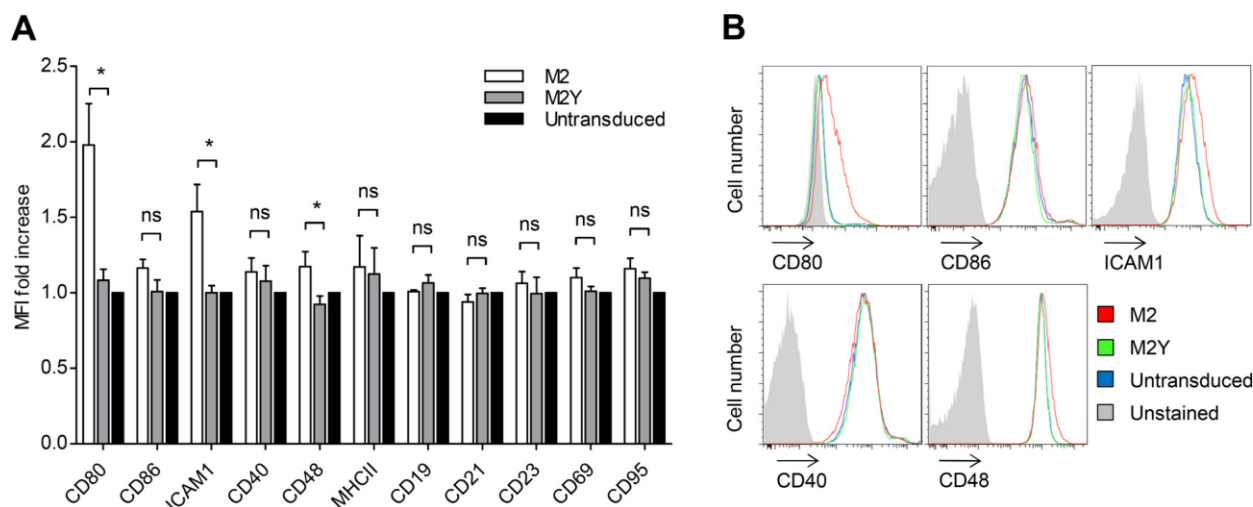 A
MFI fold increase
2.5
2.0
1.5
1.0
0.5
0.0
*
ns
*
ns
*
ns
ns
ns
ns
ns
ns
M2
M2Y
Untransduced
CD80
CD86
ICAM1
CD40
CD48
MHCII
CD19
CD21
CD23
CD69
CD95
B
Cell number
CD80
CD86
ICAM1
Cell number
CD40
CD48
M2
M2Y
Untransduced
Unstained